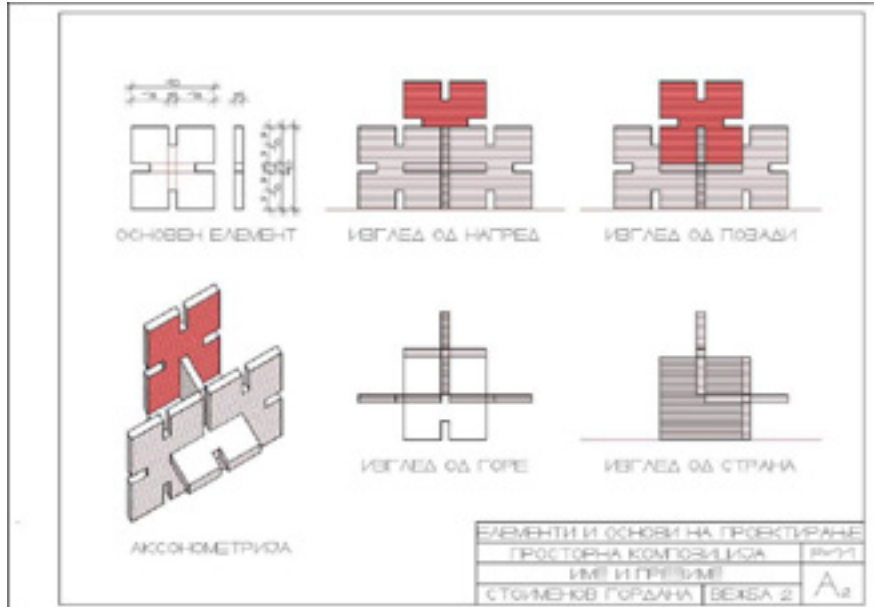 ОСНОВЕН ЕЛЕМЕНТ
ИЗГЛЕД ОД НАПРЕД
ИЗГЛЕД ОД ПОЗАДИ
АКСОНОМЕТРИЈА
ИЗГЛЕД ОД ГОРЕ
ИЗГЛЕД ОД СТРАНА
ЕЛЕМЕНТИ И ОСНОВИ НА ПРОЕКТИРАЊЕ
ПРОСТОРНА КОМПОЗИЦИЈА
ИМЕ И ПРЕЗИМЕ
СТОИМЕНОВ ГОРДАНА ВЕЖБА 2 А2